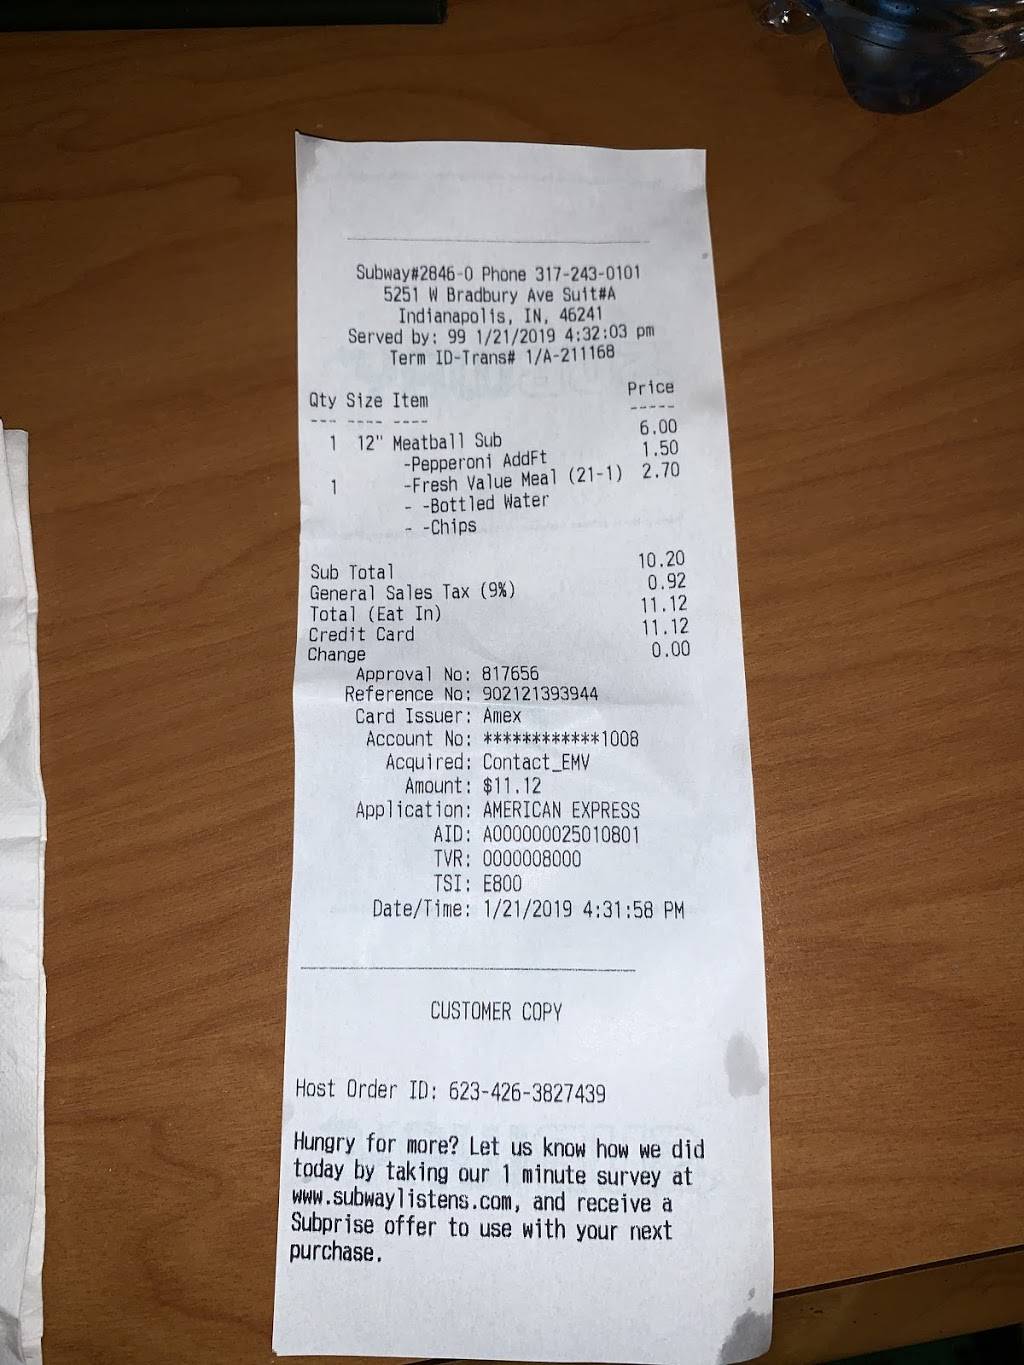 Subway#2846-0 Phone 317-243-0101
5251 W Bradbury Ave Suit#A
Indianapolis, IN, 46241
Served by: 99 1/21/2019 4:32:03 pm
Term ID-Trans# 1/A-211168
Qty Size Item Price
--- ---- ---- -----
1 12" Meatball Sub 6.00
-Pepperoni AddFt 1.50
1 -Fresh Value Meal (21-1) 2.70
- -Bottled Water
- -Chips
Sub Total 10.20
General Sales Tax (9%) 0.92
Total (Eat In) 11.12
Credit Card 11.12
Change 0.00
Approval No: 817656
Reference No: 902121393944
Card Issuer: Amex
Account No: ************1008
Acquired: Contact_EMV
Amount: $11.12
Application: AMERICAN EXPRESS
AID: A000000025010801
TVR: 0000008000
TSI: E800
Date/Time: 1/21/2019 4:31:58 PM
CUSTOMER COPY
Host Order ID: 623-426-3827439
Hungry for more? Let us know how we did
today by taking our 1 minute survey at
www.subwaylistens.com, and receive a
Subprise offer to use with your next
purchase.